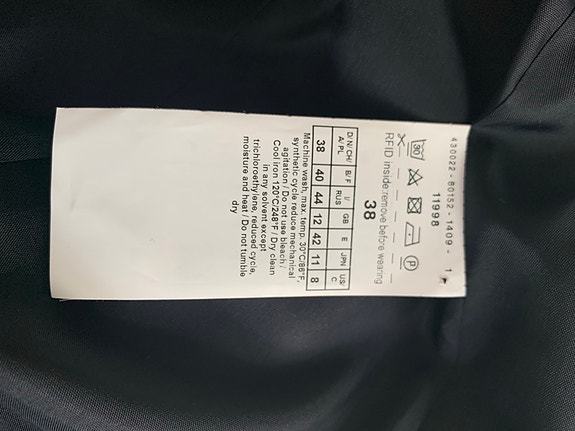 430022 - 80152 - 1409 - 1
11998
30 P
RFID inside:remove before wearing
38
D/N/CH/ A/PL B/F I/ RUS GB E JPN US/ C
38 40 44 12 42 11 8
Machine wash, max. temp. 30°C/86°F,
synthetic cycle reduce mechanical
agitation / Do not use bleach /
Cool iron 120°C/248°F / Dry clean
in any solvent except
trichloroethylene, reduced cycle,
moisture and heat / Do not tumble
dry